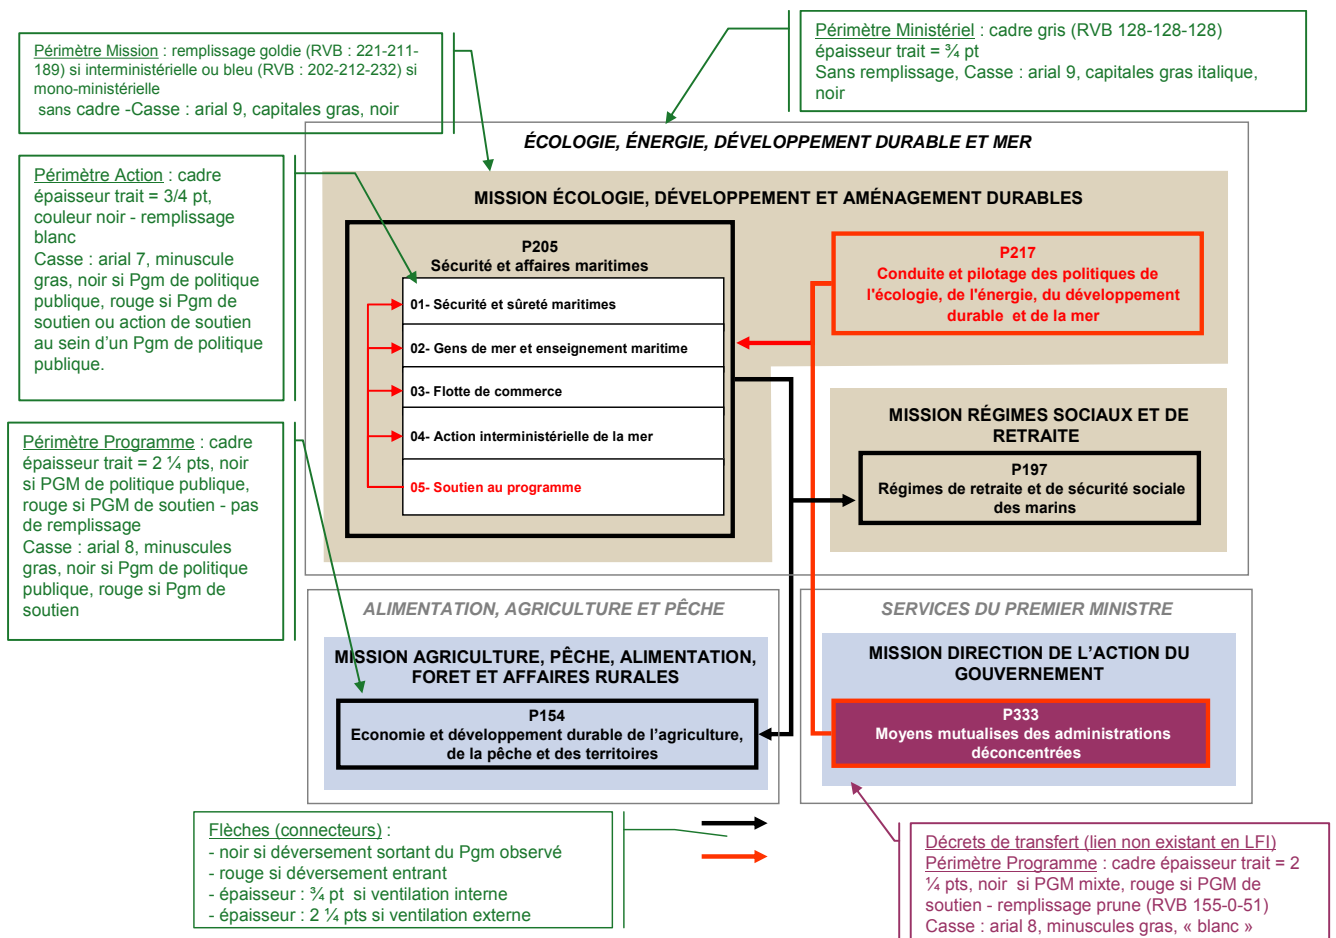 Périmètre Mission : remplissage goldie (RVB : 221-211-
189) si interministérielle ou bleu (RVB : 202-212-232) si
mono-ministérielle
sans cadre -Casse : arial 9, capitales gras, noir
Périmètre Ministériel : cadre gris (RVB 128-128-128)
épaisseur trait = ¾ pt
Sans remplissage, Casse : arial 9, capitales gras italique,
noir
ÉCOLOGIE, ÉNERGIE, DÉVELOPPEMENT DURABLE ET MER
Périmètre Action : cadre
épaisseur trait = 3/4 pt,
couleur noir - remplissage
blanc
Casse : arial 7, minuscule
gras, noir si Pgm de politique
publique, rouge si Pgm de
soutien ou action de soutien
au sein d’un Pgm de politique
publique.
MISSION ÉCOLOGIE, DÉVELOPPEMENT ET AMÉNAGEMENT DURABLES
P205
Sécurité et affaires maritimes
01- Sécurité et sûreté maritimes
02- Gens de mer et enseignement maritime
03- Flotte de commerce
04- Action interministérielle de la mer
05- Soutien au programme
P217
Conduite et pilotage des politiques de
l'écologie, de l'énergie, du développement
durable et de la mer
MISSION RÉGIMES SOCIAUX ET DE
RETRAITE
P197
Régimes de retraite et de sécurité sociale
des marins
Périmètre Programme : cadre
épaisseur trait = 2 ¼ pts, noir
si PGM de politique publique,
rouge si PGM de soutien - pas
de remplissage
Casse : arial 8, minuscules
gras, noir si Pgm de politique
publique, rouge si Pgm de
soutien
ALIMENTATION, AGRICULTURE ET PÊCHE
MISSION AGRICULTURE, PÊCHE, ALIMENTATION,
FORET ET AFFAIRES RURALES
P154
Economie et développement durable de l’agriculture,
de la pêche et des territoires
SERVICES DU PREMIER MINISTRE
MISSION DIRECTION DE L’ACTION DU
GOUVERNEMENT
P333
Moyens mutualises des administrations
déconcentrées
Flèches (connecteurs) :
- noir si déversement sortant du Pgm observé
- rouge si déversement entrant
- épaisseur : ¾ pt si ventilation interne
- épaisseur : 2 ¼ pts si ventilation externe
Décrets de transfert (lien non existant en LFI)
Périmètre Programme : cadre épaisseur trait = 2
¼ pts, noir si PGM mixte, rouge si PGM de
soutien - remplissage prune (RVB 155-0-51)
Casse : arial 8, minuscules gras, « blanc »